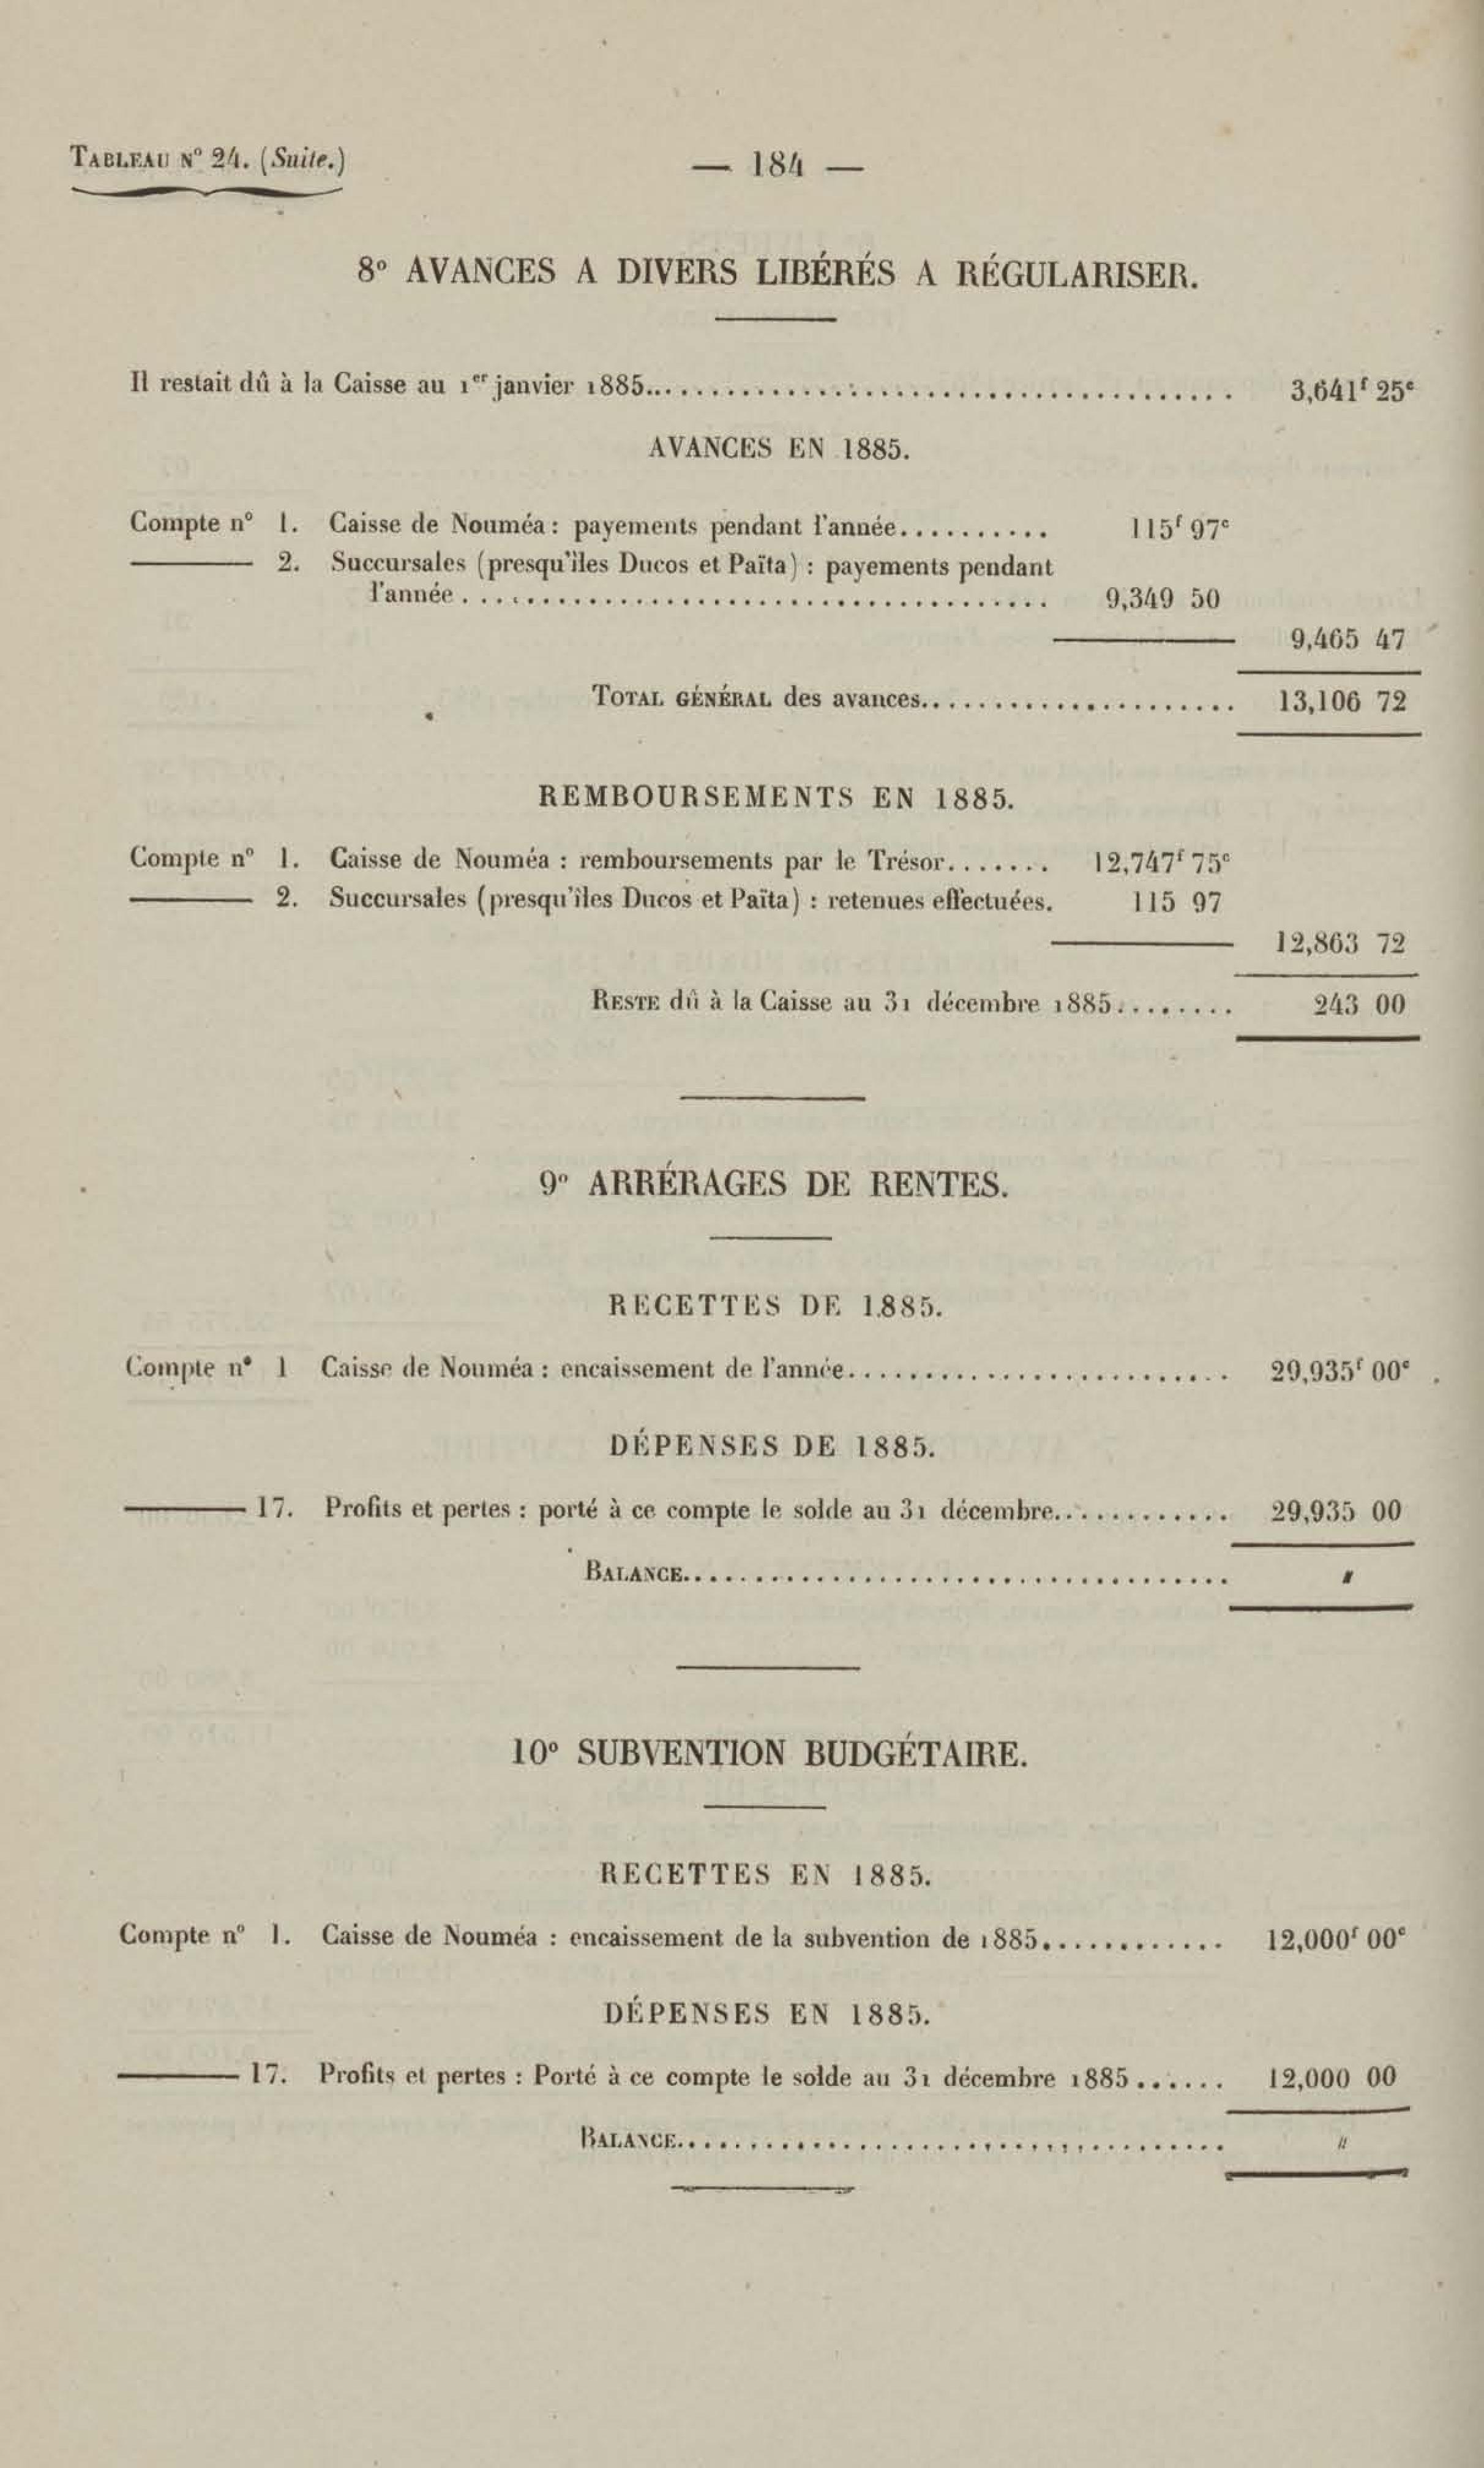 TABLEAU N° 24. (Suite.)
— 184 —
8° AVANCES A DIVERS LIBÉRÉS A RÉGULARISER.
Il restait dû à la Caisse au 1er janvier 1885........................................ 3,641f 25c
AVANCES EN 1885.
Compte n° 1. Caisse de Nouméa : payements pendant l'année.......... 115f 97c
——— 2. Succursales (presqu'îles Ducos et Païta) : payements pendant
l'année...................................... 9,349 50
9,465 47
TOTAL GÉNÉRAL des avances..................... 13,106 72
REMBOURSEMENTS EN 1885.
Compte n° 1. Caisse de Nouméa : remboursements par le Trésor....... 12,747f 75c
——— 2. Succursales (presqu'îles Ducos et Païta) : retenues effectuées. 115 97
12,863 72
RESTE dû à la Caisse au 31 décembre 1885........ 243 00
9° ARRÉRAGES DE RENTES.
RECETTES DE 1885.
Compte n° 1 Caisse de Nouméa : encaissement de l'année......................... 29,935f 00c
DÉPENSES DE 1885.
——— 17. Profits et pertes : porté à ce compte le solde au 31 décembre............ 29,935 00
BALANCE.................................... "
10° SUBVENTION BUDGÉTAIRE.
RECETTES EN 1885.
Compte n° 1. Caisse de Nouméa : encaissement de la subvention de 1885............ 12,000f 00c
DÉPENSES EN 1885.
——— 17. Profits et pertes : Porté à ce compte le solde au 31 décembre 1885...... 12,000 00
BALANCE.................................... "